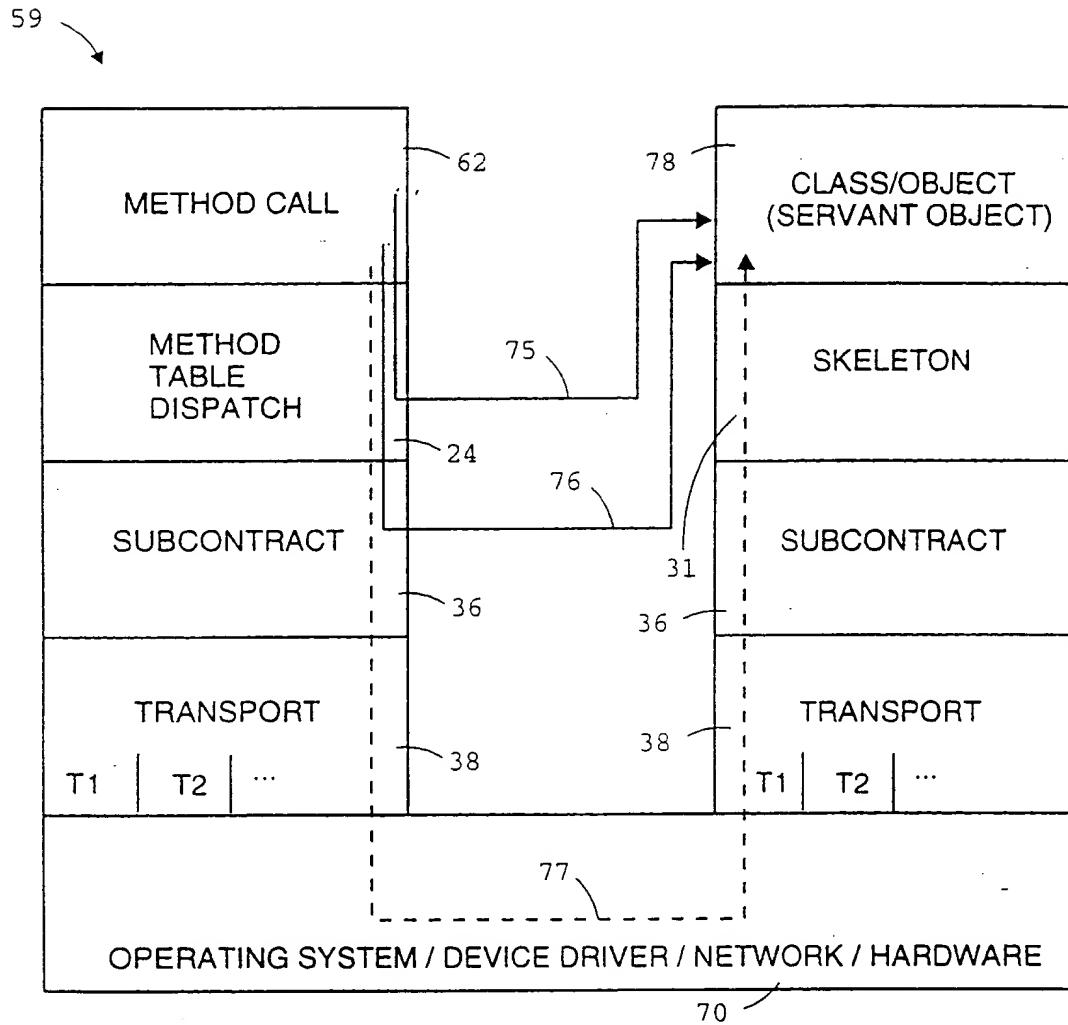 59
62
78
METHOD CALL
CLASS/OBJECT
(SERVANT OBJECT)
METHOD
TABLE
DISPATCH
75
SKELETON
24
76
SUBCONTRACT
31
SUBCONTRACT
36
36
TRANSPORT
38
38
TRANSPORT
T1 T2 ...
T1 T2 ...
77
OPERATING SYSTEM / DEVICE DRIVER / NETWORK / HARDWARE
70